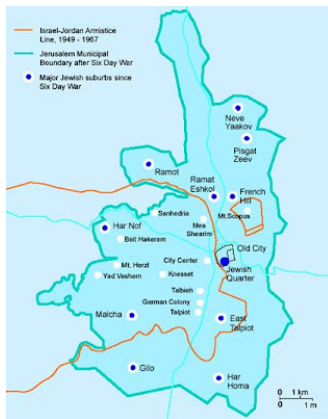 Israel-Jordan Armistice
Line, 1949 - 1967
Jerusalem Municipal
Boundary after Six Day War
Major Jewish suburbs since
Six Day War
Neve
Yaakov
Pisgat
Zeev
Ramot
Ramat
Eshkol
French
Hill
Mt.Scopus
Sanhedria
Mea
Shearim
Har Nof
Beit Hakerem
Old City
City Center
Jewish
Quarter
Mt. Herzl
Yad Vashem
Knesset
Talbieh
German Colony
Talpiot
Malcha
East
Talpiot
Gilo
Har
Homa
0 1 km
0 1 m